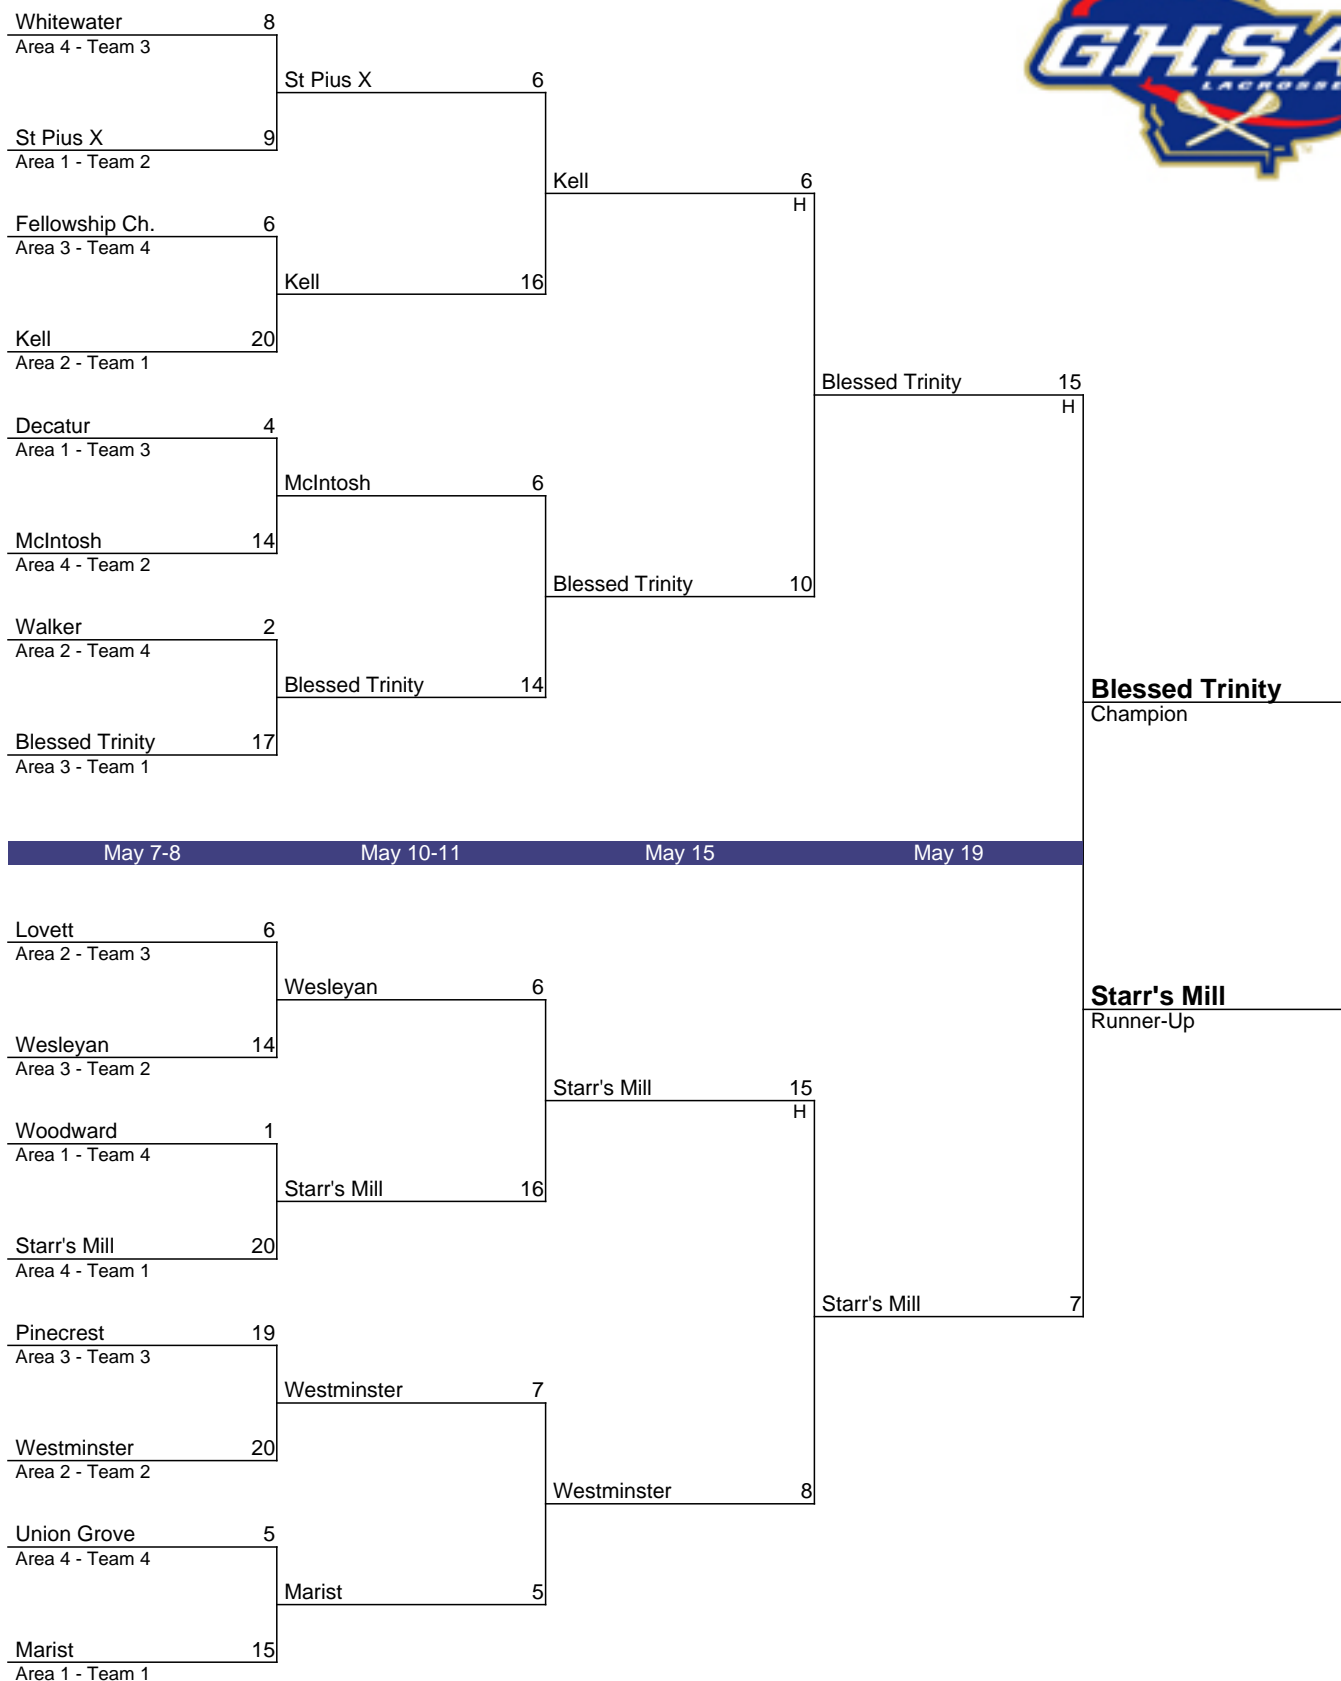 GHSA
LACROSSE
Whitewater 8
Area 4 - Team 3
St Pius X 6
St Pius X 9
Area 1 - Team 2
Kell 6
H
Fellowship Ch. 6
Area 3 - Team 4
Kell 16
Kell 20
Area 2 - Team 1
Blessed Trinity 15
H
Decatur 4
Area 1 - Team 3
McIntosh 6
McIntosh 14
Area 4 - Team 2
Blessed Trinity 10
Walker 2
Area 2 - Team 4
Blessed Trinity 14
Blessed Trinity
Champion
Blessed Trinity 17
Area 3 - Team 1
May 7-8 May 10-11 May 15 May 19
Lovett 6
Area 2 - Team 3
Wesleyan 6
Starr's Mill
Runner-Up
Wesleyan 14
Area 3 - Team 2
Starr's Mill 15
H
Woodward 1
Area 1 - Team 4
Starr's Mill 16
Starr's Mill 20
Area 4 - Team 1
Starr's Mill 7
Pinecrest 19
Area 3 - Team 3
Westminster 7
Westminster 20
Area 2 - Team 2
Westminster 8
Union Grove 5
Area 4 - Team 4
Marist 5
Marist 15
Area 1 - Team 1